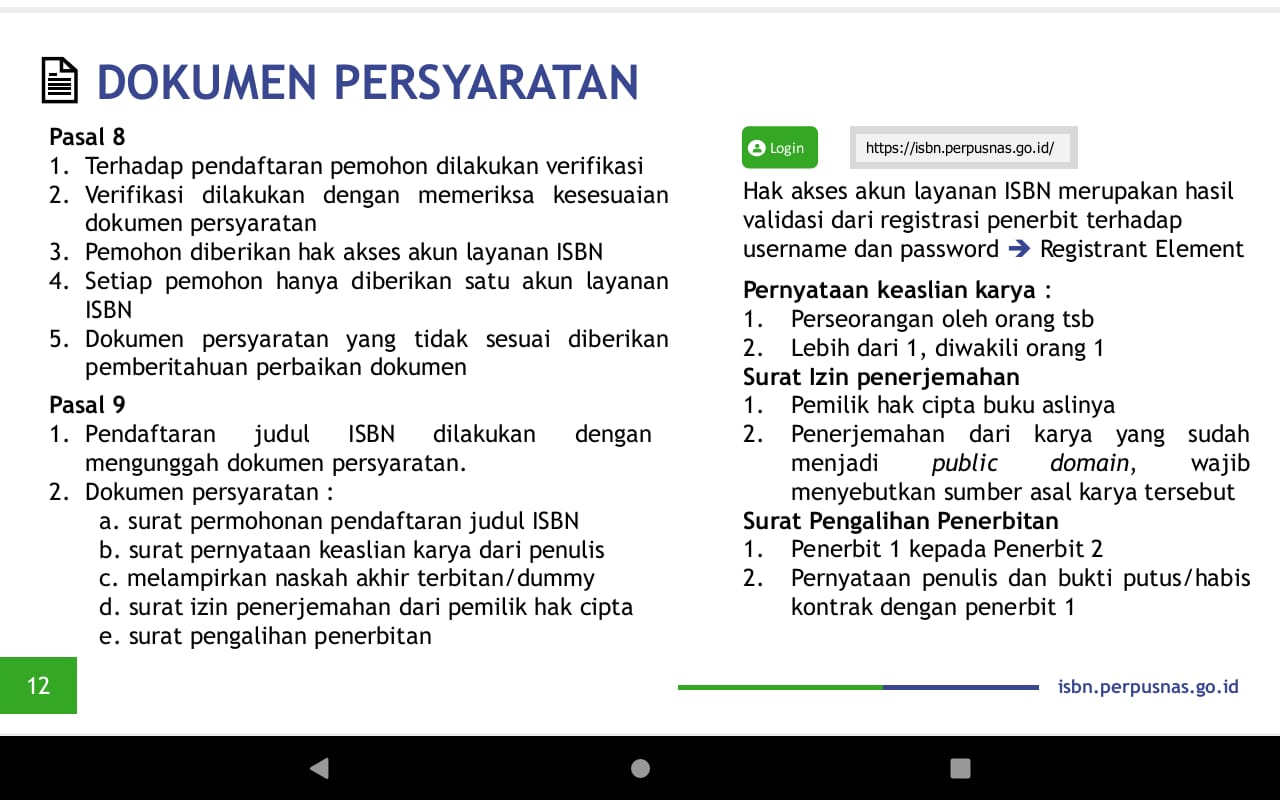 DOKUMEN PERSYARATAN
Pasal 8
1. Terhadap pendaftaran pemohon dilakukan verifikasi
2. Verifikasi dilakukan dengan memeriksa kesesuaian
dokumen persyaratan
3. Pemohon diberikan hak akses akun layanan ISBN
4. Setiap pemohon hanya diberikan satu akun layanan
ISBN
5. Dokumen persyaratan yang tidak sesuai diberikan
pemberitahuan perbaikan dokumen
Pasal 9
1. Pendaftaran judul ISBN dilakukan dengan
mengunggah dokumen persyaratan.
2. Dokumen persyaratan :
a. surat permohonan pendaftaran judul ISBN
b. surat pernyataan keaslian karya dari penulis
c. melampirkan naskah akhir terbitan/dummy
d. surat izin penerjemahan dari pemilik hak cipta
e. surat pengalihan penerbitan
Login
https://isbn.perpusnas.go.id/
Hak akses akun layanan ISBN merupakan hasil
validasi dari registrasi penerbit terhadap
username dan password ➔ Registrant Element
Pernyataan keaslian karya :
1. Perseorangan oleh orang tsb
2. Lebih dari 1, diwakili orang 1
Surat Izin penerjemahan
1. Pemilik hak cipta buku aslinya
2. Penerjemahan dari karya yang sudah
menjadi public domain, wajib
menyebutkan sumber asal karya tersebut
Surat Pengalihan Penerbitan
1. Penerbit 1 kepada Penerbit 2
2. Pernyataan penulis dan bukti putus/habis
kontrak dengan penerbit 1
12
isbn.perpusnas.go.id